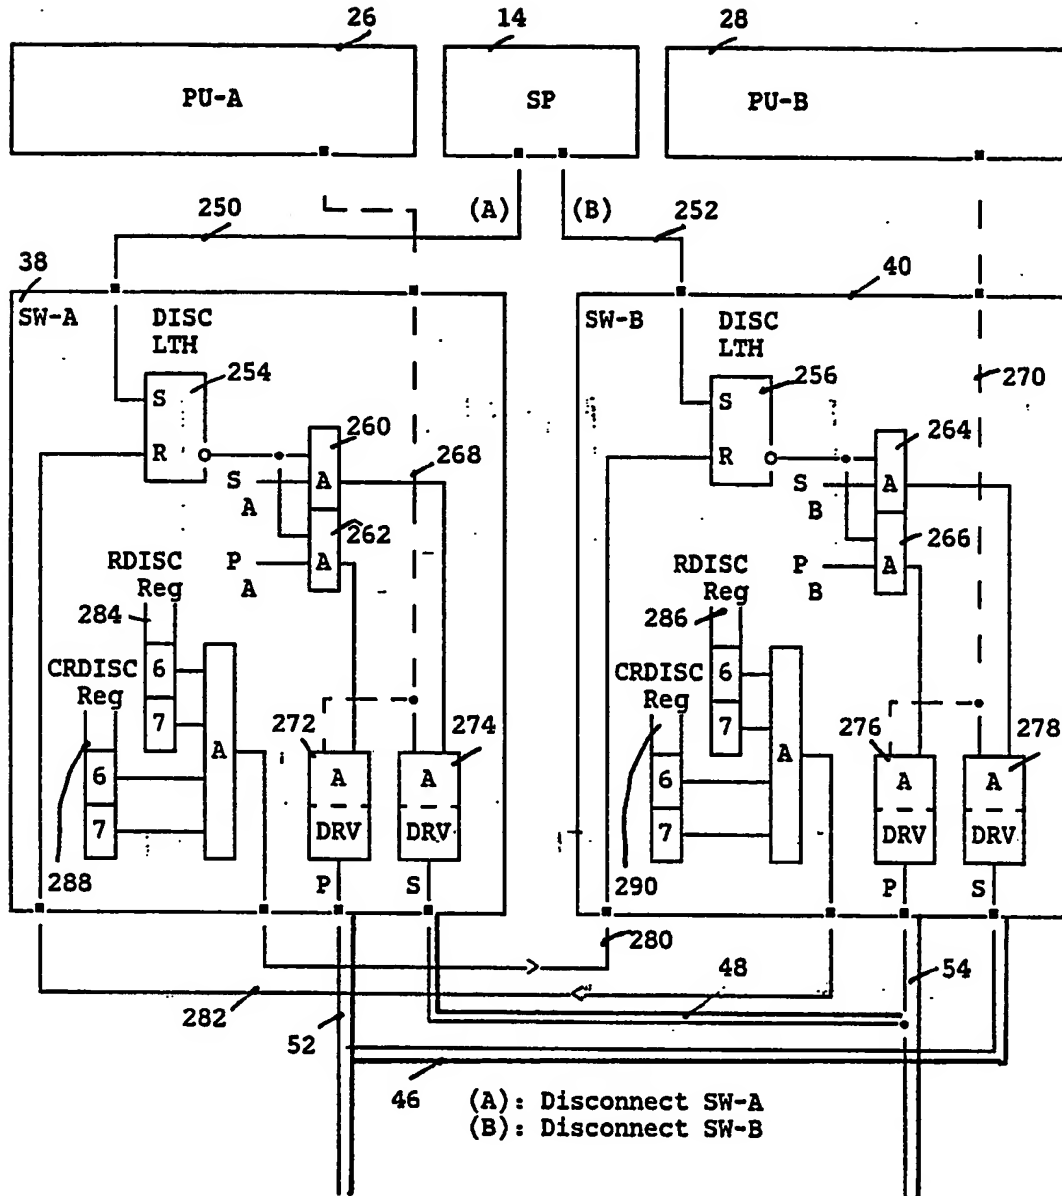 26 14 28
PU-A SP PU-B
250 (A) (B) 252
38 40
SW-A DISC LTH SW-B DISC LTH
254 256 270
S S
260 264
R 268 R
S A A S B A
262 266
P A A P B A
RDISC Reg RDISC Reg
284 286
CRDISC Reg 6 CRDISC Reg 6
7 272 274 7 276 278
A A
6 A A 6 A A
7 DRV DRV 7 DRV DRV
288 P S 290 P S
280
48 54
282 52
46 (A): Disconnect SW-A
(B): Disconnect SW-B